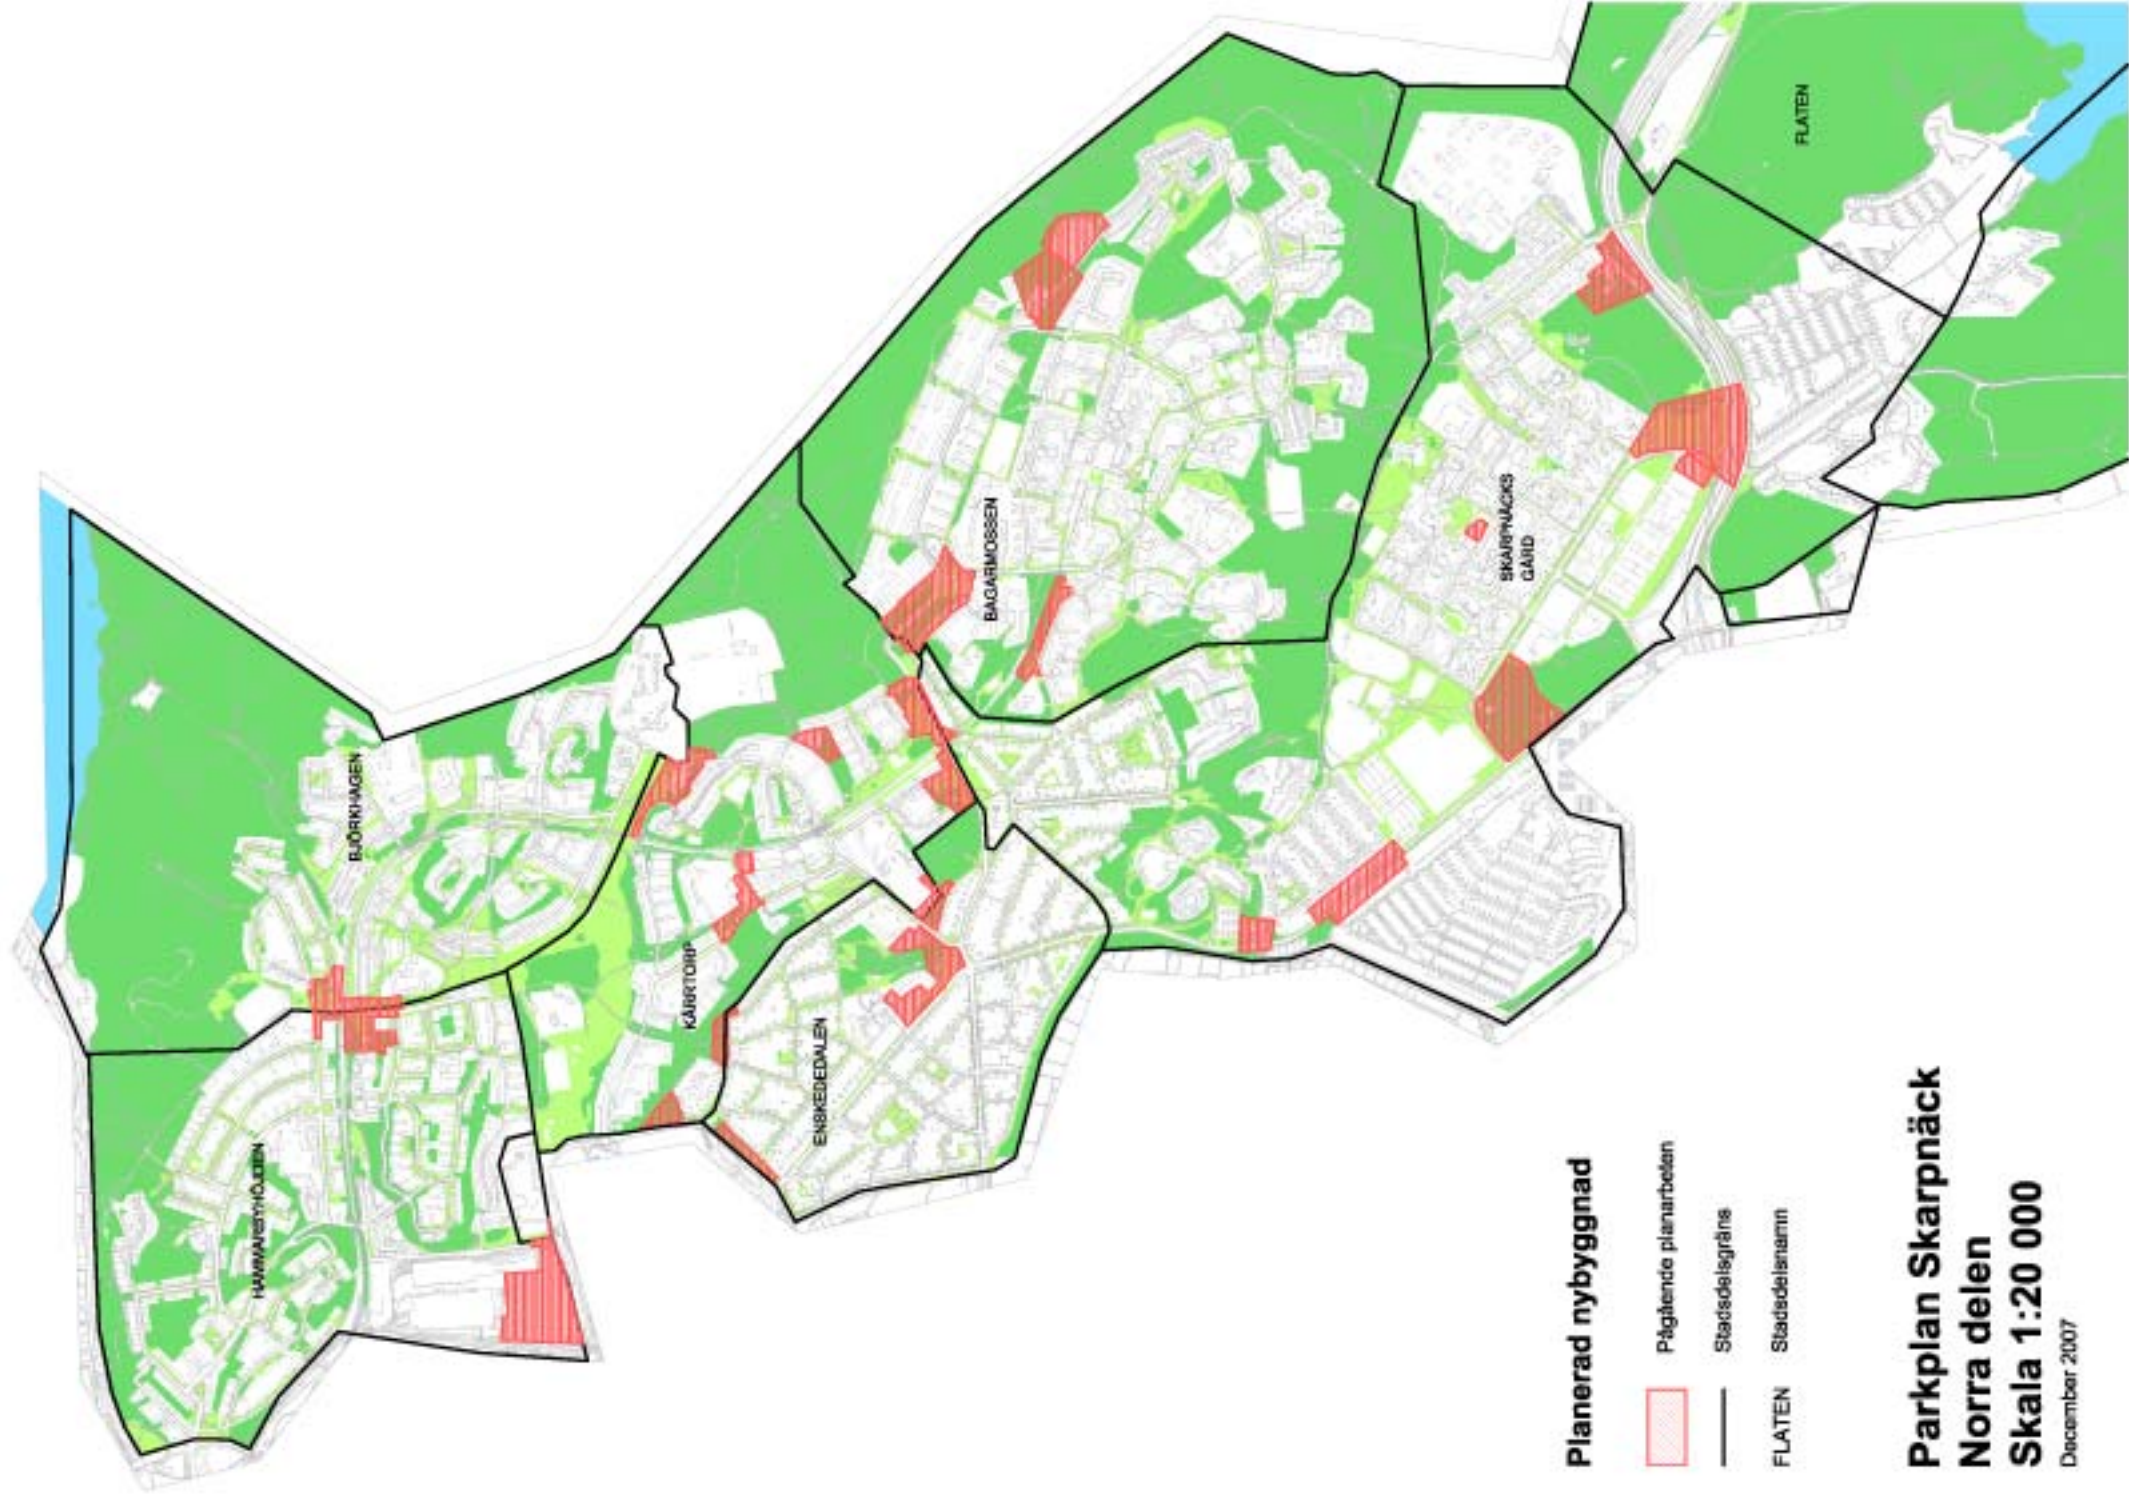 BJÖRKHAGEN
HAMMARBYHÖJDEN
KÄRRTORP
ENSKEDEDALEN
BAGARMOSSEN
SKARPNÄCKS
GÅRD
FLATEN
Planerad nybyggnad
Pågående planarbeten
Stadsdelsgräns
FLATEN Stadsdelsnamn
Parkplan Skarpnäck
Norra delen
Skala 1:20 000
December 2007